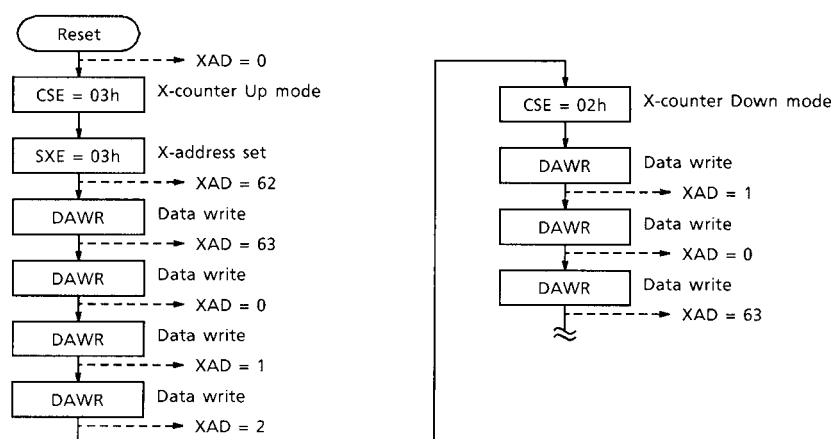 Reset
XAD = 0
CSE = 03h X-counter Up mode
SXE = 03h X-address set
XAD = 62
DAWR Data write
XAD = 63
DAWR Data write
XAD = 0
DAWR Data write
XAD = 1
DAWR Data write
XAD = 2
CSE = 02h X-counter Down mode
DAWR Data write
XAD = 1
DAWR Data write
XAD = 0
DAWR Data write
XAD = 63